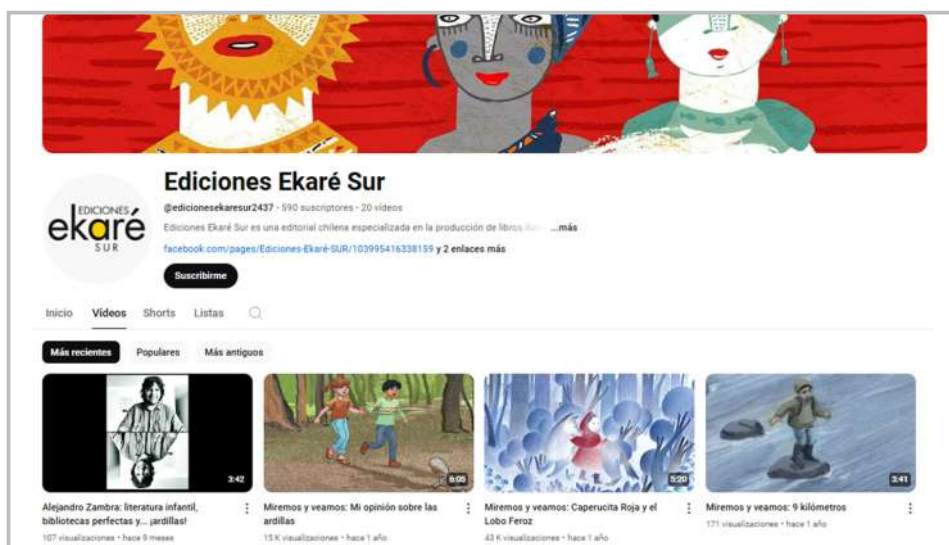 Ediciones Ekaré Sur
@edicionesekaresur2437 · 590 suscriptores · 20 vídeos
EDICIONES
ekaré
SUR
Ediciones Ekaré Sur es una editorial chilena especializada en la producción de libros ...más
facebook.com/pages/Ediciones-Ekaré-SUR/103995416338159 y 2 enlaces más
Suscribirme
Inicio Vídeos Shorts Listas
Más recientes Populares Más antiguos
3:42 6:05 5:20 3:41
Alejandro Zambra: literatura infantil, bibliotecas perfectas y... ¡ardillas!
107 visualizaciones · hace 9 meses
Miremos y veamos: Mi opinión sobre las ardillas
15 K visualizaciones · hace 1 año
Miremos y veamos: Caperucita Roja y el Lobo Feroz
43 K visualizaciones · hace 1 año
Miremos y veamos: 9 kilómetros
171 visualizaciones · hace 1 año